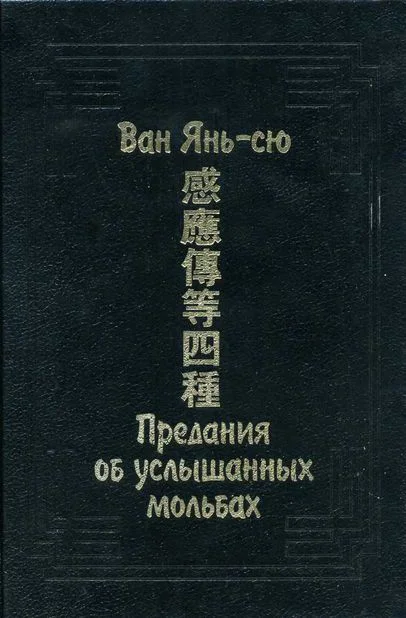 Ван Янь-сю
感應傳等四種
Предания
об услышанных
мольбах